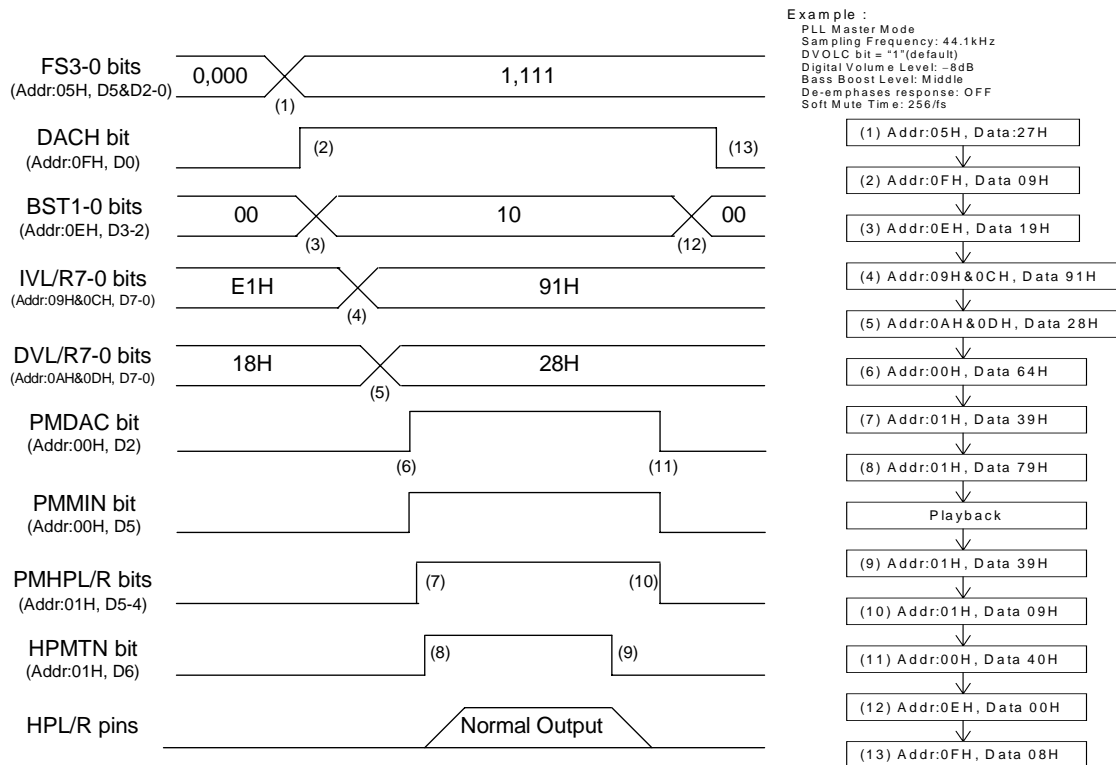 FS3-0 bits
(Addr:05H, D5&D2-0)
0,000
1,111
(1)
DACH bit
(Addr:0FH, D0)
(2)
(13)
BST1-0 bits
(Addr:0EH, D3-2)
00
10
00
(3)
(12)
IVL/R7-0 bits
(Addr:09H&0CH, D7-0)
E1H
91H
(4)
DVL/R7-0 bits
(Addr:0AH&0DH, D7-0)
18H
28H
(5)
PMDAC bit
(Addr:00H, D2)
(6)
(11)
PMMIN bit
(Addr:00H, D5)
PMHPL/R bits
(Addr:01H, D5-4)
(7)
(10)
HPMTN bit
(Addr:01H, D6)
(8)
(9)
HPL/R pins
Normal Output
Example :
PLL Master Mode
Sampling Frequency: 44.1kHz
DVOLC bit = “1”(default)
Digital Volume Level: −8dB
Bass Boost Level: Middle
De-emphases response: OFF
Soft Mute Time: 256/fs
(1) Addr:05H, Data:27H
(2) Addr:0FH, Data 09H
(3) Addr:0EH, Data 19H
(4) Addr:09H&0CH, Data 91H
(5) Addr:0AH&0DH, Data 28H
(6) Addr:00H, Data 64H
(7) Addr:01H, Data 39H
(8) Addr:01H, Data 79H
Playback
(9) Addr:01H, Data 39H
(10) Addr:01H, Data 09H
(11) Addr:00H, Data 40H
(12) Addr:0EH, Data 00H
(13) Addr:0FH, Data 08H